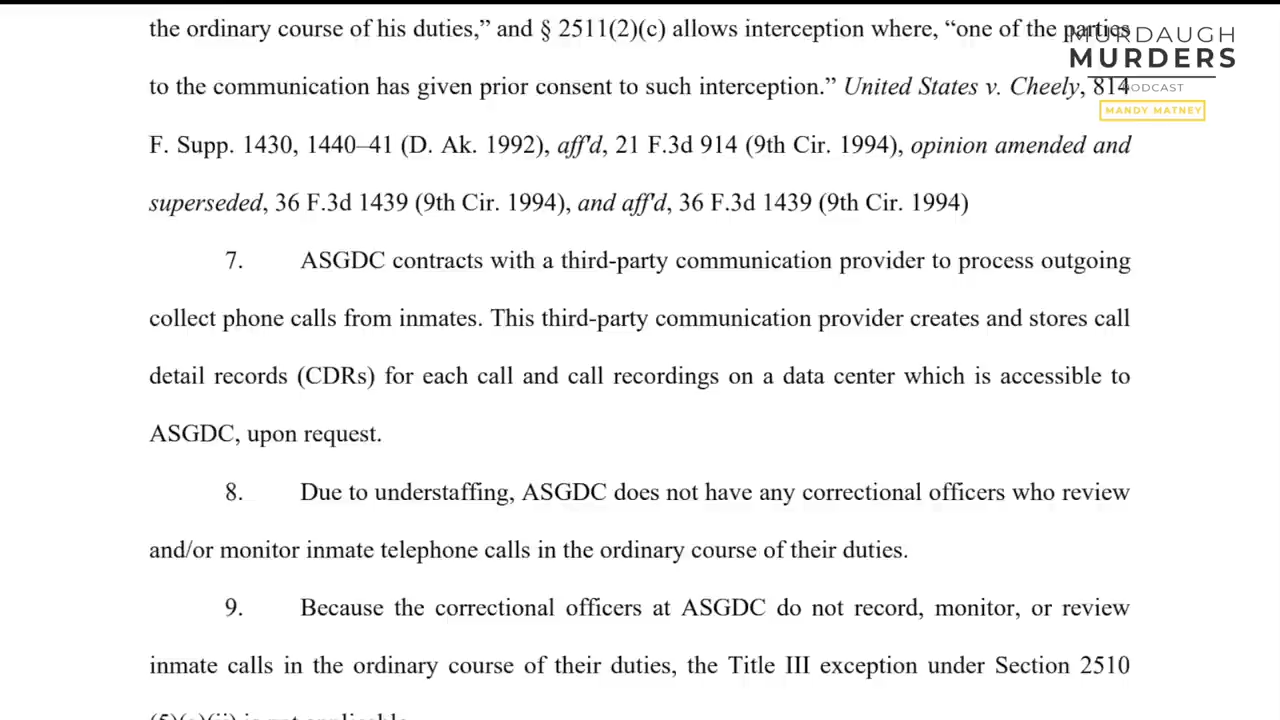 the ordinary course of his duties,” and § 2511(2)(c) allows interception where, “one of the parties
to the communication has given prior consent to such interception.” United States v. Cheely, 814
F. Supp. 1430, 1440–41 (D. Ak. 1992), aff'd, 21 F.3d 914 (9th Cir. 1994), opinion amended and
superseded, 36 F.3d 1439 (9th Cir. 1994), and aff'd, 36 F.3d 1439 (9th Cir. 1994)
7. ASGDC contracts with a third-party communication provider to process outgoing
collect phone calls from inmates. This third-party communication provider creates and stores call
detail records (CDRs) for each call and call recordings on a data center which is accessible to
ASGDC, upon request.
8. Due to understaffing, ASGDC does not have any correctional officers who review
and/or monitor inmate telephone calls in the ordinary course of their duties.
9. Because the correctional officers at ASGDC do not record, monitor, or review
inmate calls in the ordinary course of their duties, the Title III exception under Section 2510
(5)(a)(ii) is not applicable
MURDAUGH
MURDERS
PODCAST
MANDY MATNEY